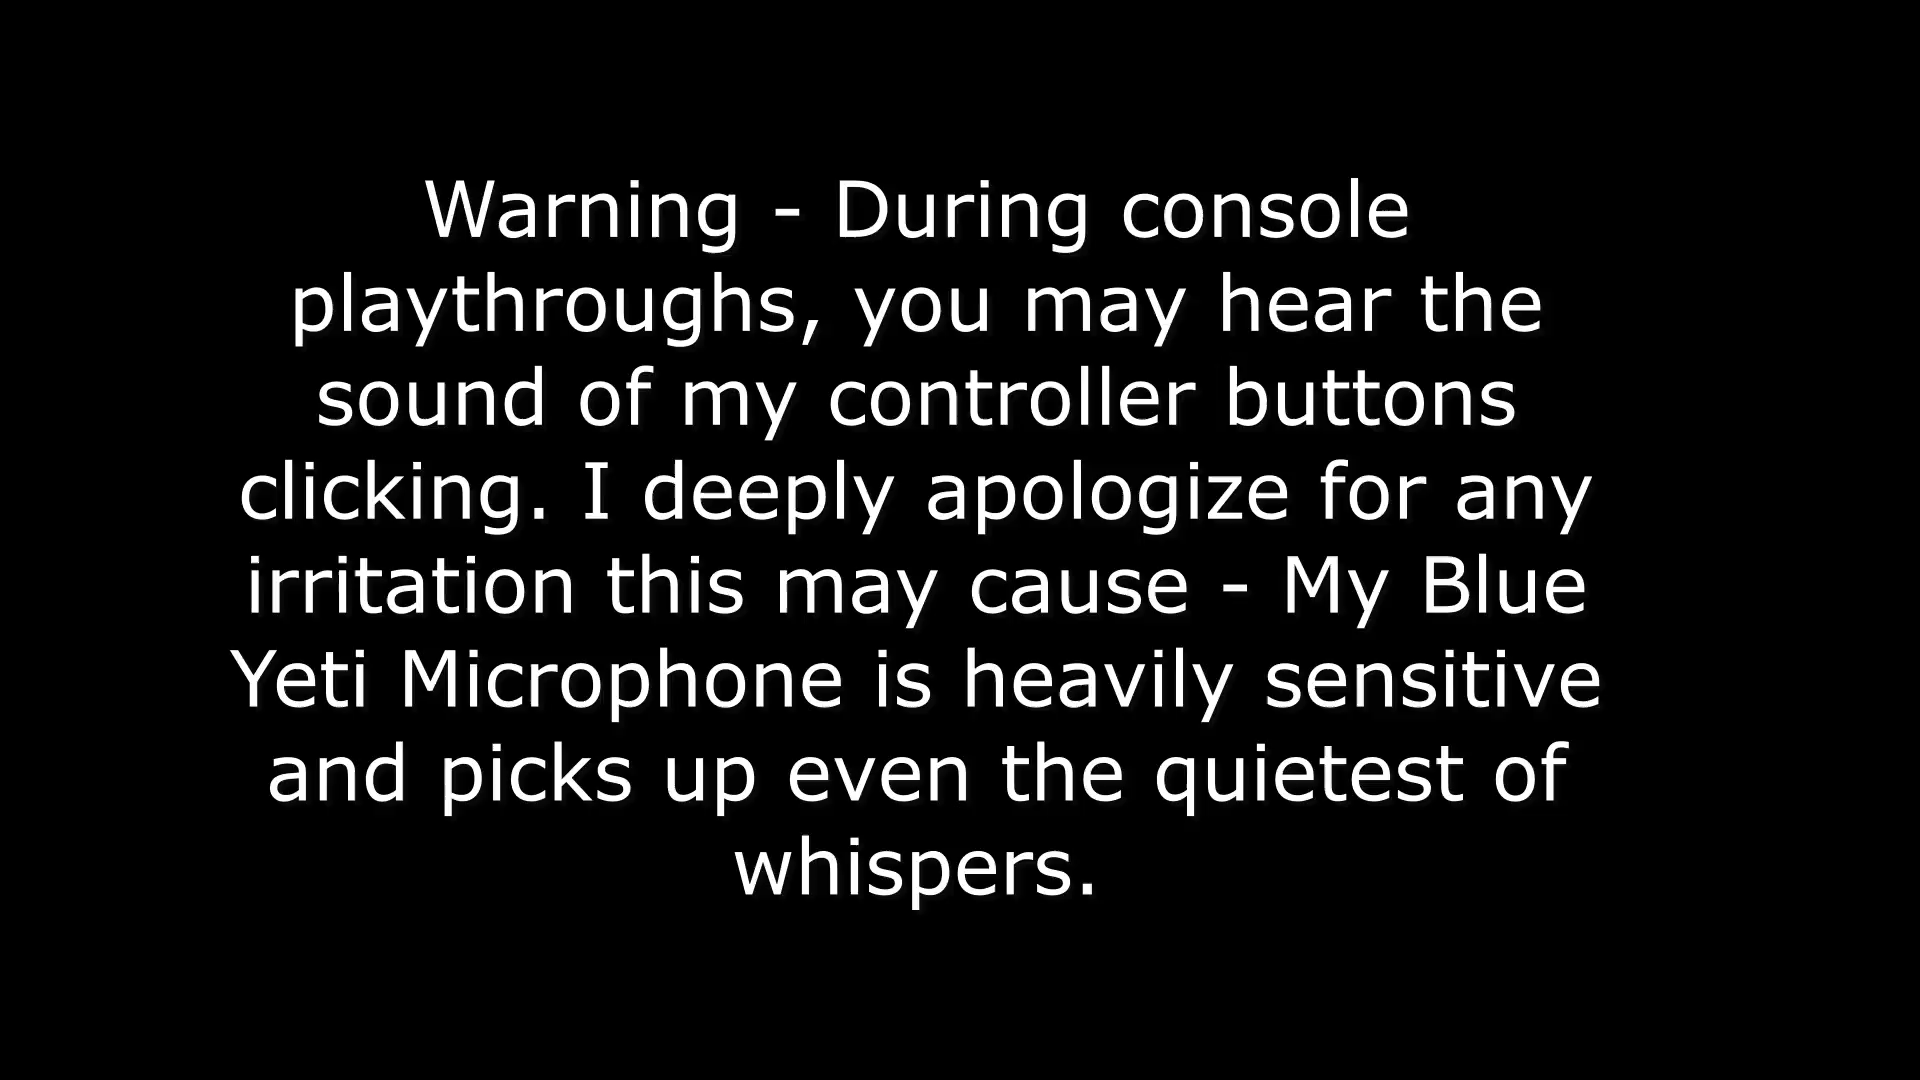 Warning - During console
playthroughs, you may hear the
sound of my controller buttons
clicking. I deeply apologize for any
irritation this may cause - My Blue
Yeti Microphone is heavily sensitive
and picks up even the quietest of
whispers.